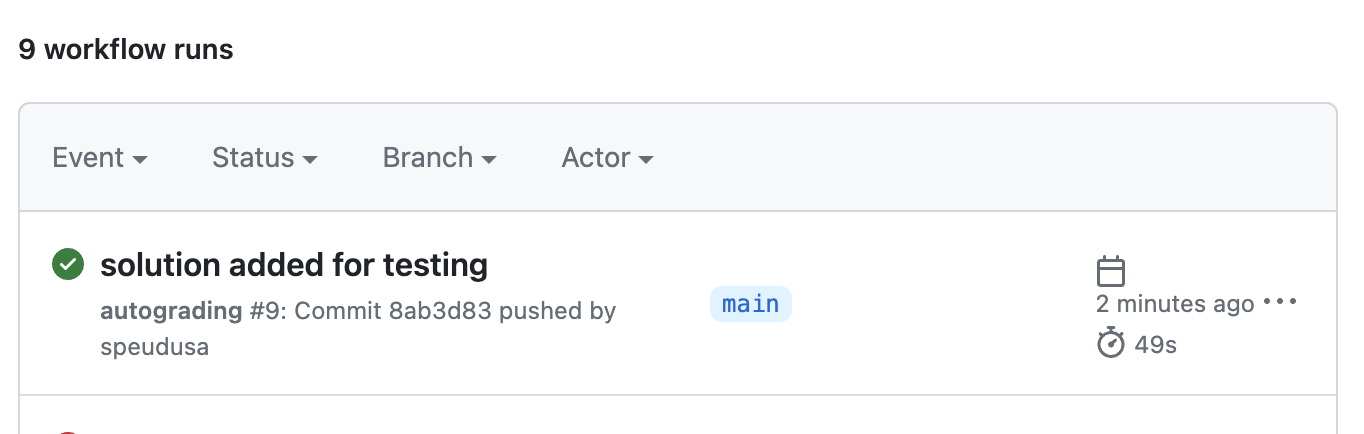 9 workflow runs
Event Status Branch Actor
solution added for testing
autograding #9: Commit 8ab3d83 pushed by
speudusa
main
2 minutes ago
49s